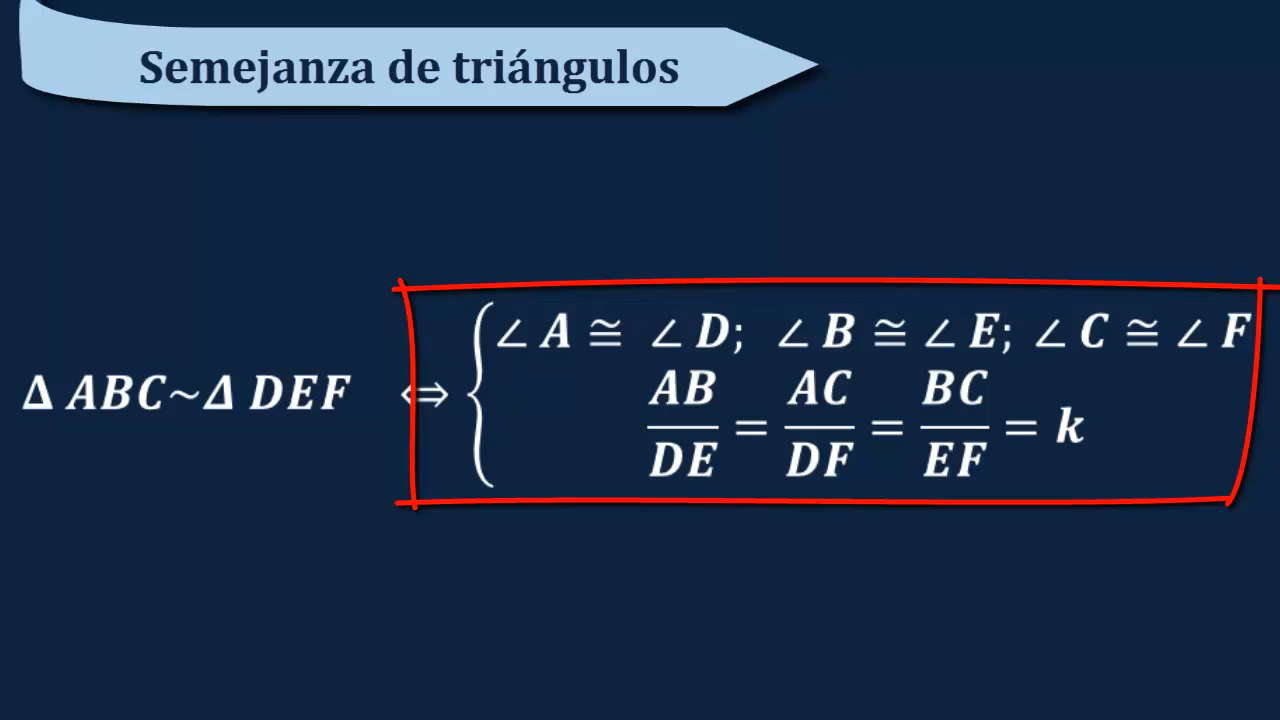 Semejanza de triángulos
∠ A ≅ ∠ D; ∠ B ≅ ∠ E; ∠ C ≅ ∠ F
Δ ABC~Δ DEF ⇔ {
AB/DE = AC/DF = BC/EF = k